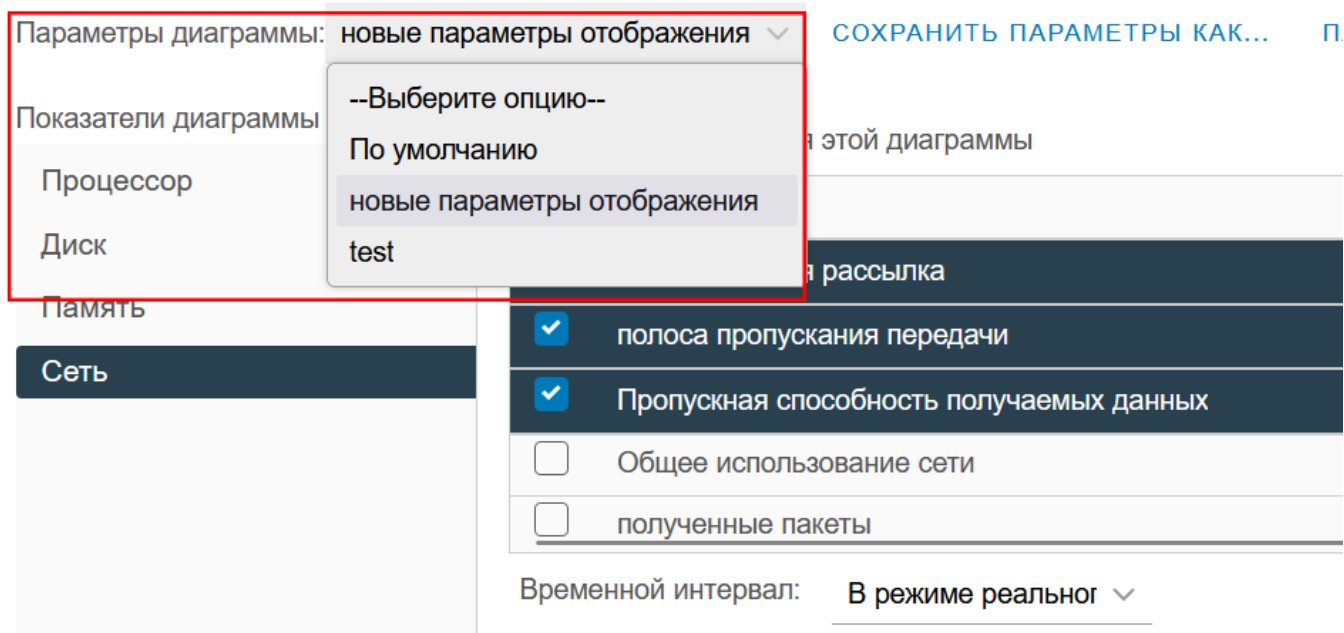 Параметры диаграммы: новые параметры отображения СОХРАНИТЬ ПАРАМЕТРЫ КАК...
--Выберите опцию--
Показатели диаграммы
этой диаграммы
По умолчанию
Процессор
новые параметры отображения
Диск
test
рассылка
Память
полоса пропускания передачи
Сеть
Пропускная способность получаемых данных
Общее использование сети
полученные пакеты
Временной интервал: В режиме реальног